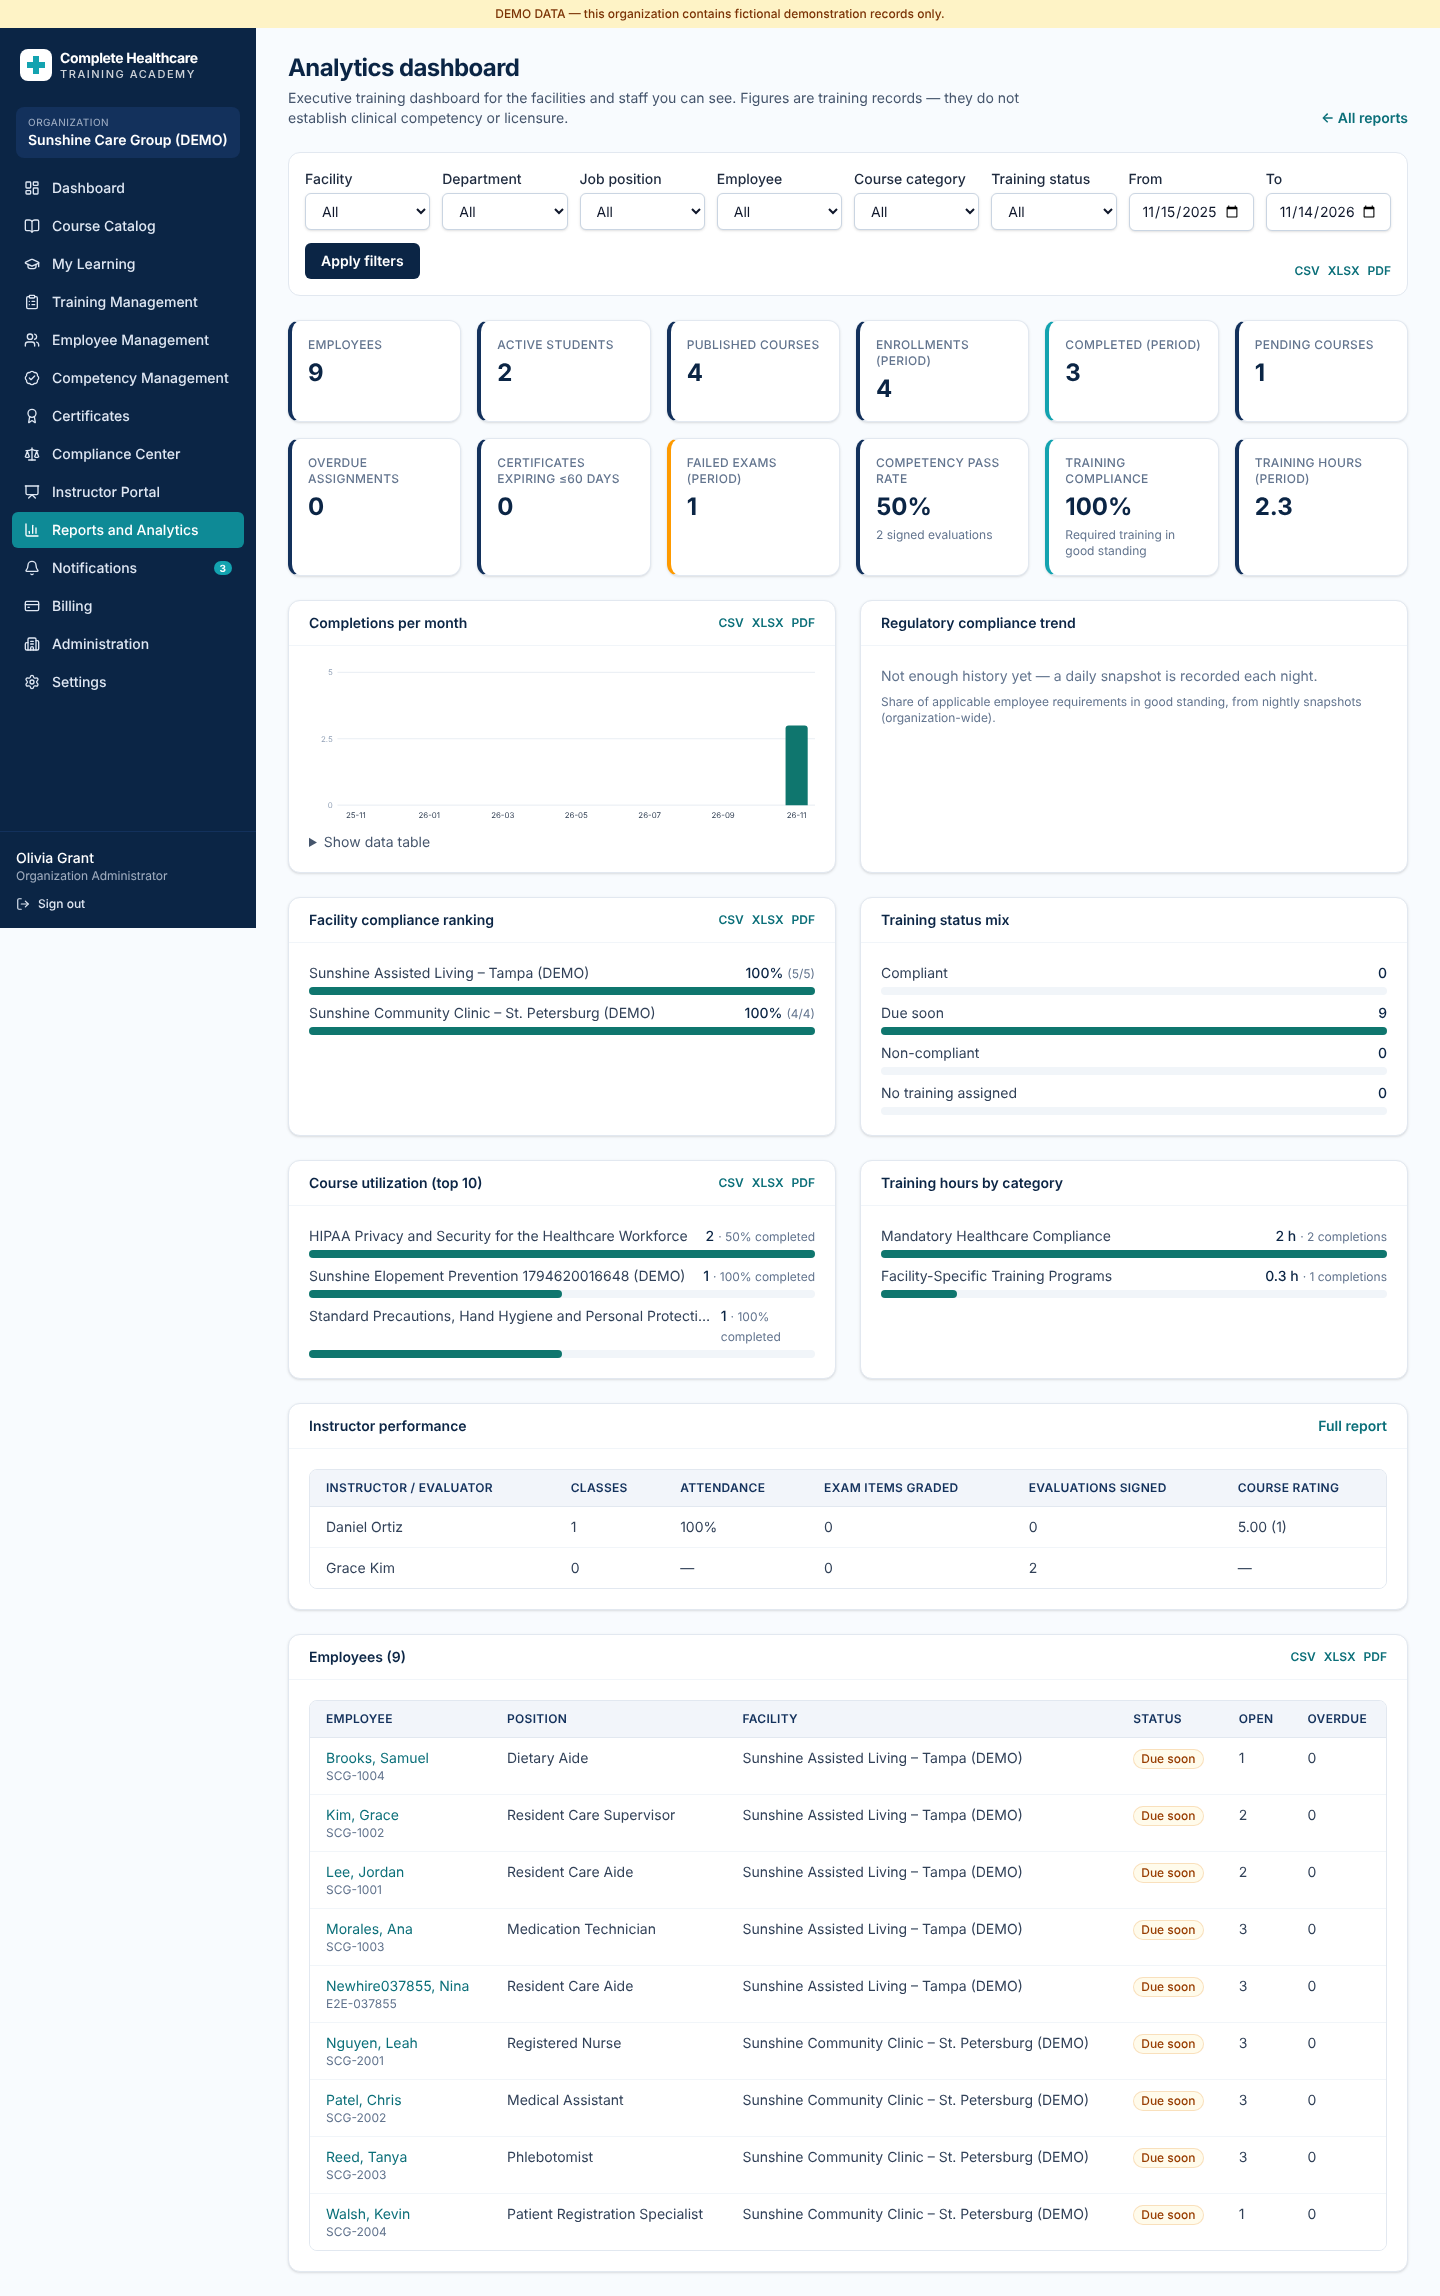 DEMO DATA — this organization contains fictional demonstration records only.
Complete Healthcare
TRAINING ACADEMY
ORGANIZATION
Sunshine Care Group (DEMO)
Dashboard
Course Catalog
My Learning
Training Management
Employee Management
Competency Management
Certificates
Compliance Center
Instructor Portal
Reports and Analytics
Notifications 3
Billing
Administration
Settings
Olivia Grant
Organization Administrator
Sign out
Analytics dashboard
Executive training dashboard for the facilities and staff you can see. Figures are training records — they do not
establish clinical competency or licensure.
← All reports
Facility Department Job position Employee Course category Training status From To
All All All All All All 11/15/2025 11/14/2026
Apply filters
CSV XLSX PDF
EMPLOYEES
9
ACTIVE STUDENTS
2
PUBLISHED COURSES
4
ENROLLMENTS
(PERIOD)
4
COMPLETED (PERIOD)
3
PENDING COURSES
1
OVERDUE
ASSIGNMENTS
0
CERTIFICATES
EXPIRING ≤60 DAYS
0
FAILED EXAMS
(PERIOD)
1
COMPETENCY PASS
RATE
50%
2 signed evaluations
TRAINING
COMPLIANCE
100%
Required training in
good standing
TRAINING HOURS
(PERIOD)
2.3
Completions per month CSV XLSX PDF
5
2.5
0
25-11 26-01 26-03 26-05 26-07 26-09 26-11
▶ Show data table
Regulatory compliance trend
Not enough history yet — a daily snapshot is recorded each night.
Share of applicable employee requirements in good standing, from nightly snapshots
(organization-wide).
Facility compliance ranking CSV XLSX PDF
Sunshine Assisted Living – Tampa (DEMO) 100% (5/5)
Sunshine Community Clinic – St. Petersburg (DEMO) 100% (4/4)
Training status mix
Compliant 0
Due soon 9
Non-compliant 0
No training assigned 0
Course utilization (top 10) CSV XLSX PDF
HIPAA Privacy and Security for the Healthcare Workforce 2 · 50% completed
Sunshine Elopement Prevention 1794620016648 (DEMO) 1 · 100% completed
Standard Precautions, Hand Hygiene and Personal Protecti... 1 · 100%
completed
Training hours by category
Mandatory Healthcare Compliance 2 h · 2 completions
Facility-Specific Training Programs 0.3 h · 1 completions
Instructor performance Full report
INSTRUCTOR / EVALUATOR CLASSES ATTENDANCE EXAM ITEMS GRADED EVALUATIONS SIGNED COURSE RATING
Daniel Ortiz 1 100% 0 0 5.00 (1)
Grace Kim 0 — 0 2 —
Employees (9) CSV XLSX PDF
EMPLOYEE POSITION FACILITY STATUS OPEN OVERDUE
Brooks, Samuel Dietary Aide Sunshine Assisted Living – Tampa (DEMO) Due soon 1 0
SCG-1004
Kim, Grace Resident Care Supervisor Sunshine Assisted Living – Tampa (DEMO) Due soon 2 0
SCG-1002
Lee, Jordan Resident Care Aide Sunshine Assisted Living – Tampa (DEMO) Due soon 2 0
SCG-1001
Morales, Ana Medication Technician Sunshine Assisted Living – Tampa (DEMO) Due soon 3 0
SCG-1003
Newhire037855, Nina Resident Care Aide Sunshine Assisted Living – Tampa (DEMO) Due soon 3 0
E2E-037855
Nguyen, Leah Registered Nurse Sunshine Community Clinic – St. Petersburg (DEMO) Due soon 3 0
SCG-2001
Patel, Chris Medical Assistant Sunshine Community Clinic – St. Petersburg (DEMO) Due soon 3 0
SCG-2002
Reed, Tanya Phlebotomist Sunshine Community Clinic – St. Petersburg (DEMO) Due soon 3 0
SCG-2003
Walsh, Kevin Patient Registration Specialist Sunshine Community Clinic – St. Petersburg (DEMO) Due soon 1 0
SCG-2004